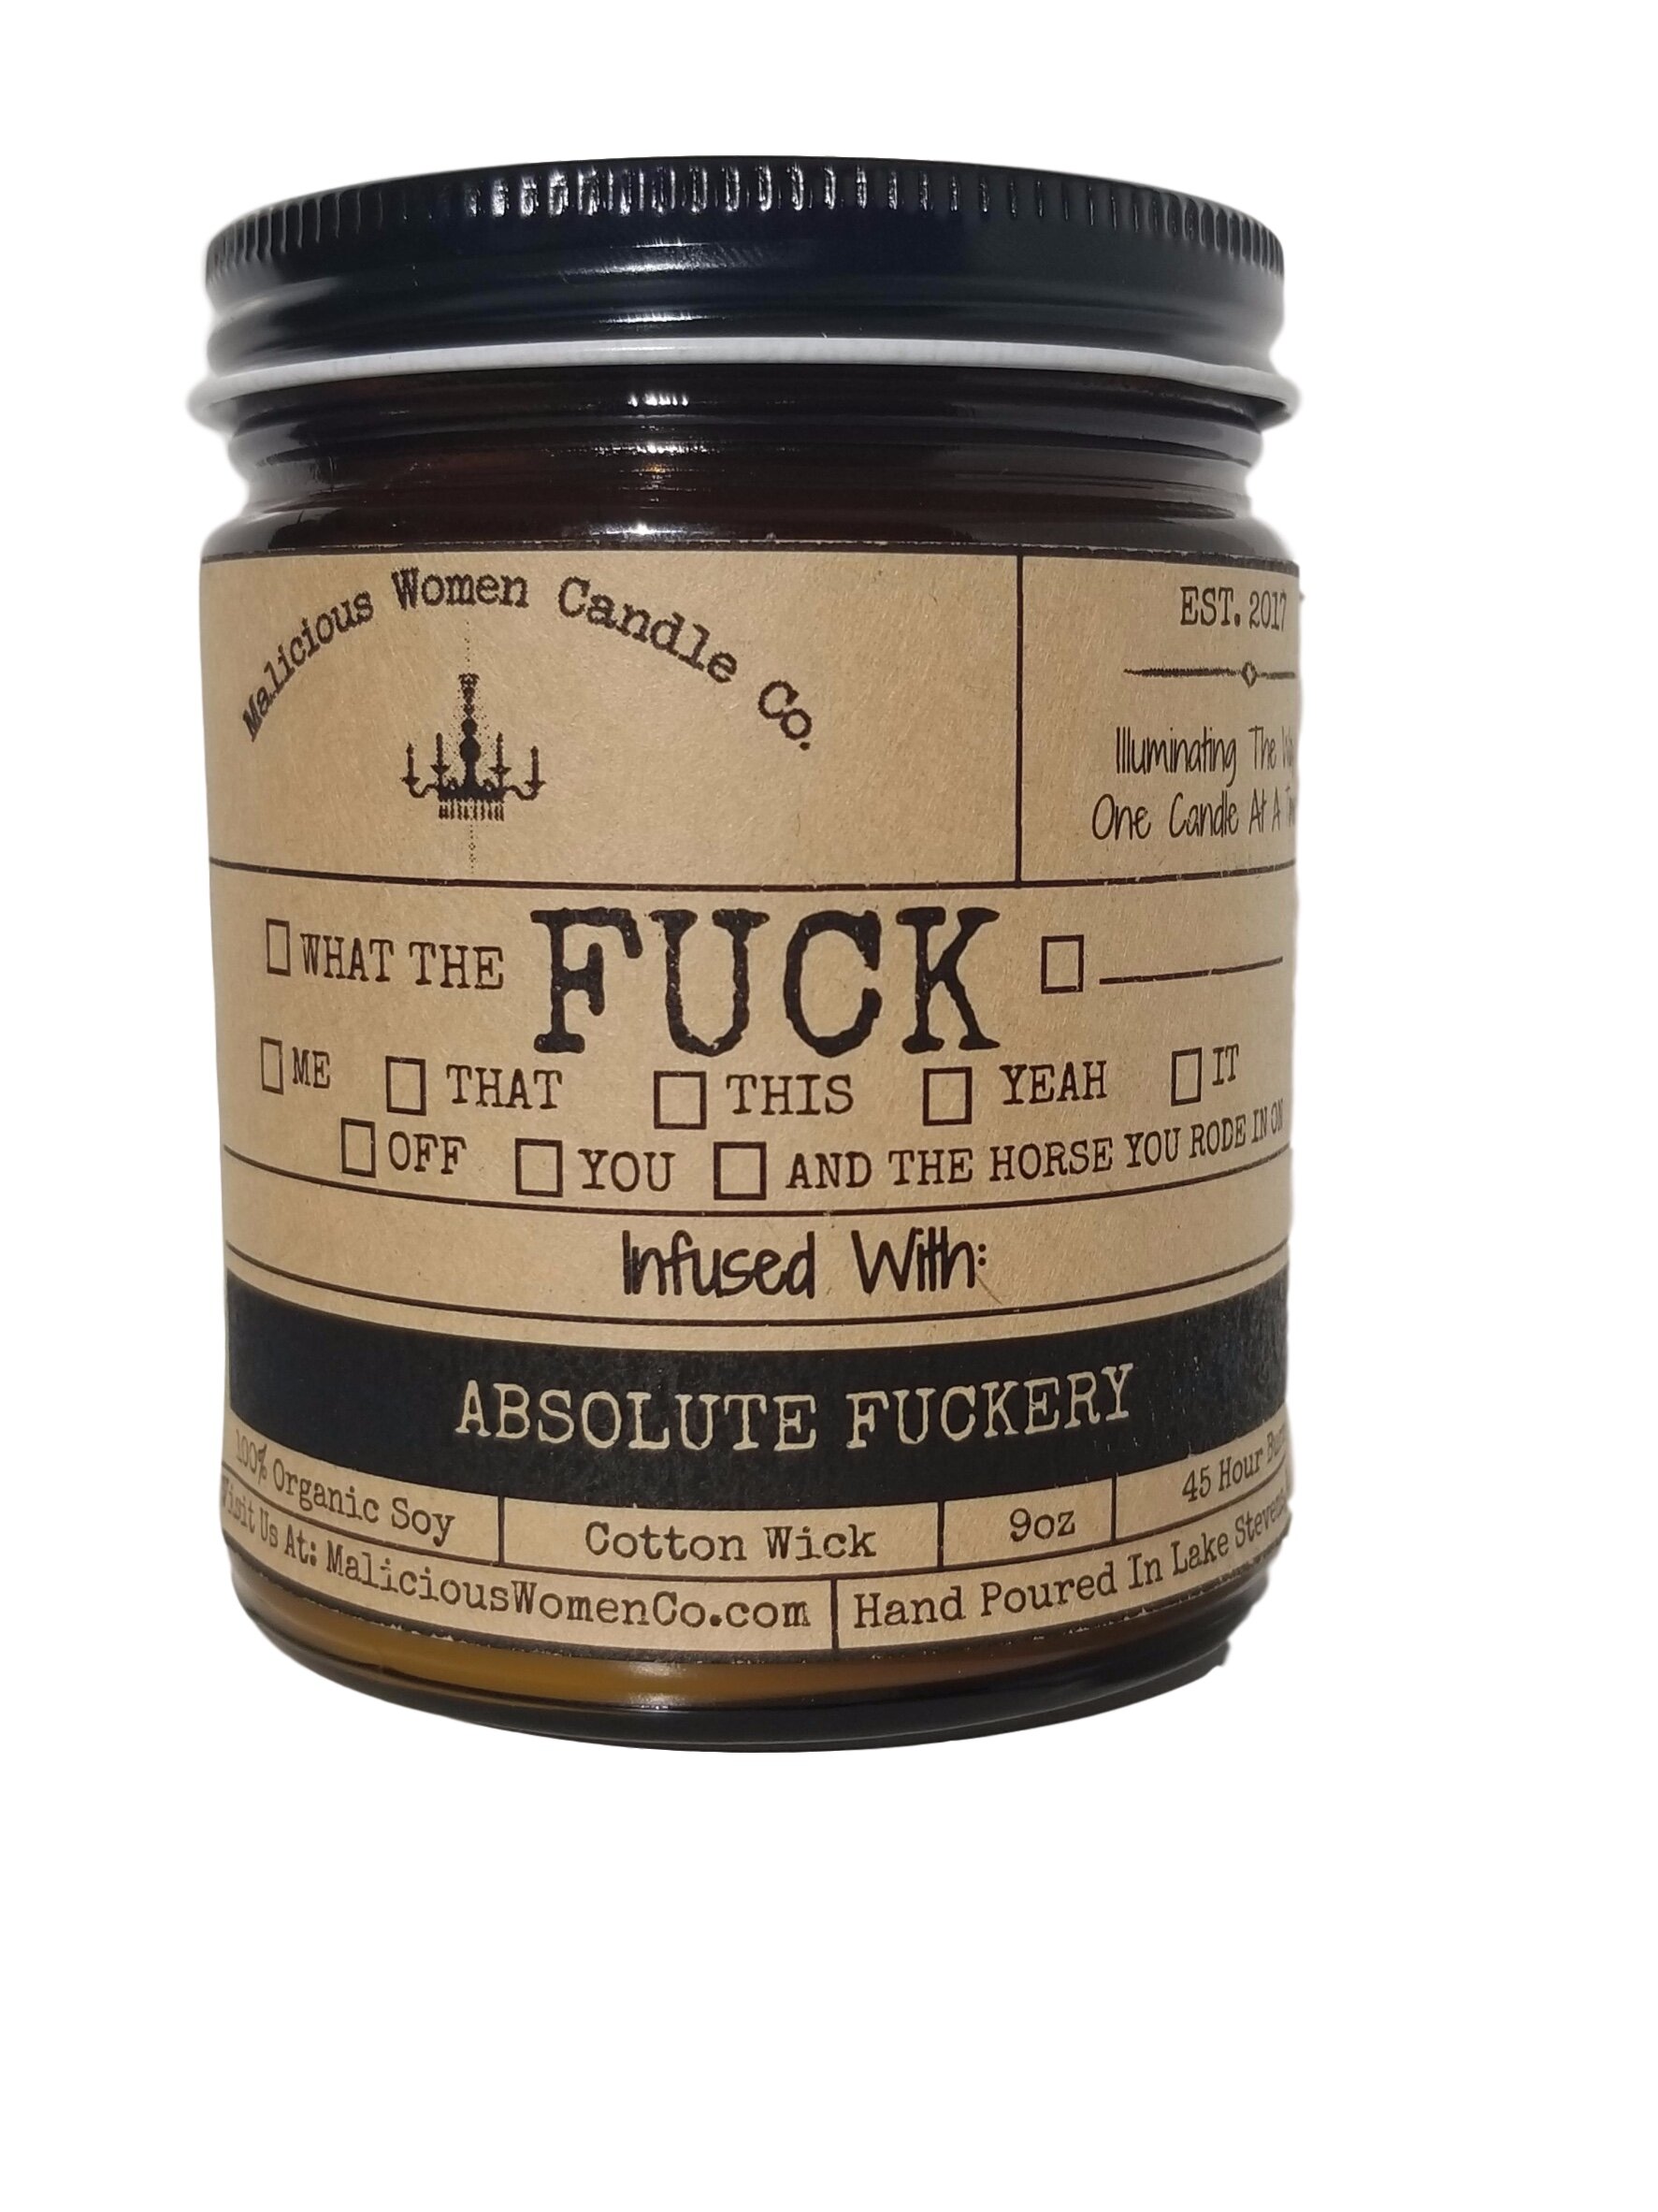 Malicious Women Candle Co.
EST. 2017
Illuminating The
One Candle At A
☐ WHAT THE FUCK ☐ ________
☐ ME ☐ THAT ☐ THIS ☐ YEAH ☐ IT
☐ OFF ☐ YOU ☐ AND THE HORSE YOU RODE IN ON
Infused With:
ABSOLUTE FUCKERY
100% Organic Soy
Cotton Wick
9oz
45 Hour
Visit Us At: MaliciousWomenCo.com
Hand Poured In Lake